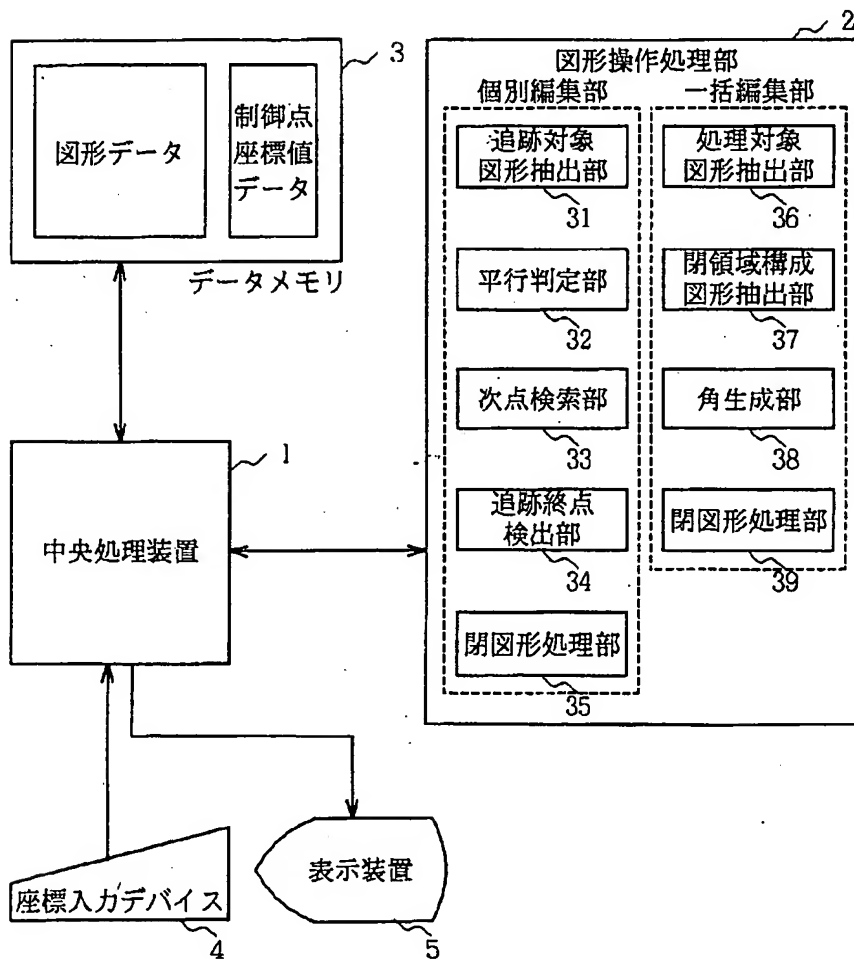 3
図形データ
制御点
座標値
データ
データメモリ
2
図形操作処理部
個別編集部
追跡対象
図形抽出部
31
平行判定部
32
次点検索部
33
追跡終点
検出部
34
閉図形処理部
35
一括編集部
処理対象
図形抽出部
36
閉領域構成
図形抽出部
37
角生成部
38
閉図形処理部
39
1
中央処理装置
座標入力デバイス
4
表示装置
5